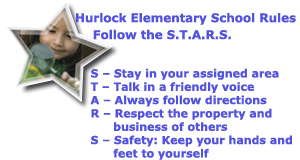 Hurlock Elementary School Rules
Follow the S.T.A.R.S.
S – Stay in your assigned area
T – Talk in a friendly voice
A – Always follow directions
R – Respect the property and
business of others
S – Safety: Keep your hands and
feet to yourself